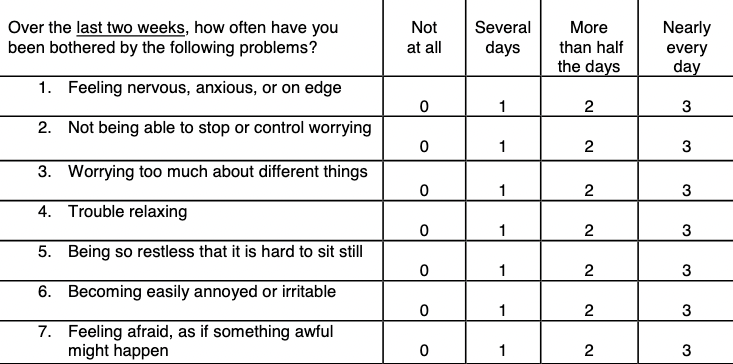 Over the last two weeks, how often have you been bothered by the following problems? Not at all Several days More than half the days Nearly every day
1. Feeling nervous, anxious, or on edge 0 1 2 3
2. Not being able to stop or control worrying 0 1 2 3
3. Worrying too much about different things 0 1 2 3
4. Trouble relaxing 0 1 2 3
5. Being so restless that it is hard to sit still 0 1 2 3
6. Becoming easily annoyed or irritable 0 1 2 3
7. Feeling afraid, as if something awful
might happen 0 1 2 3